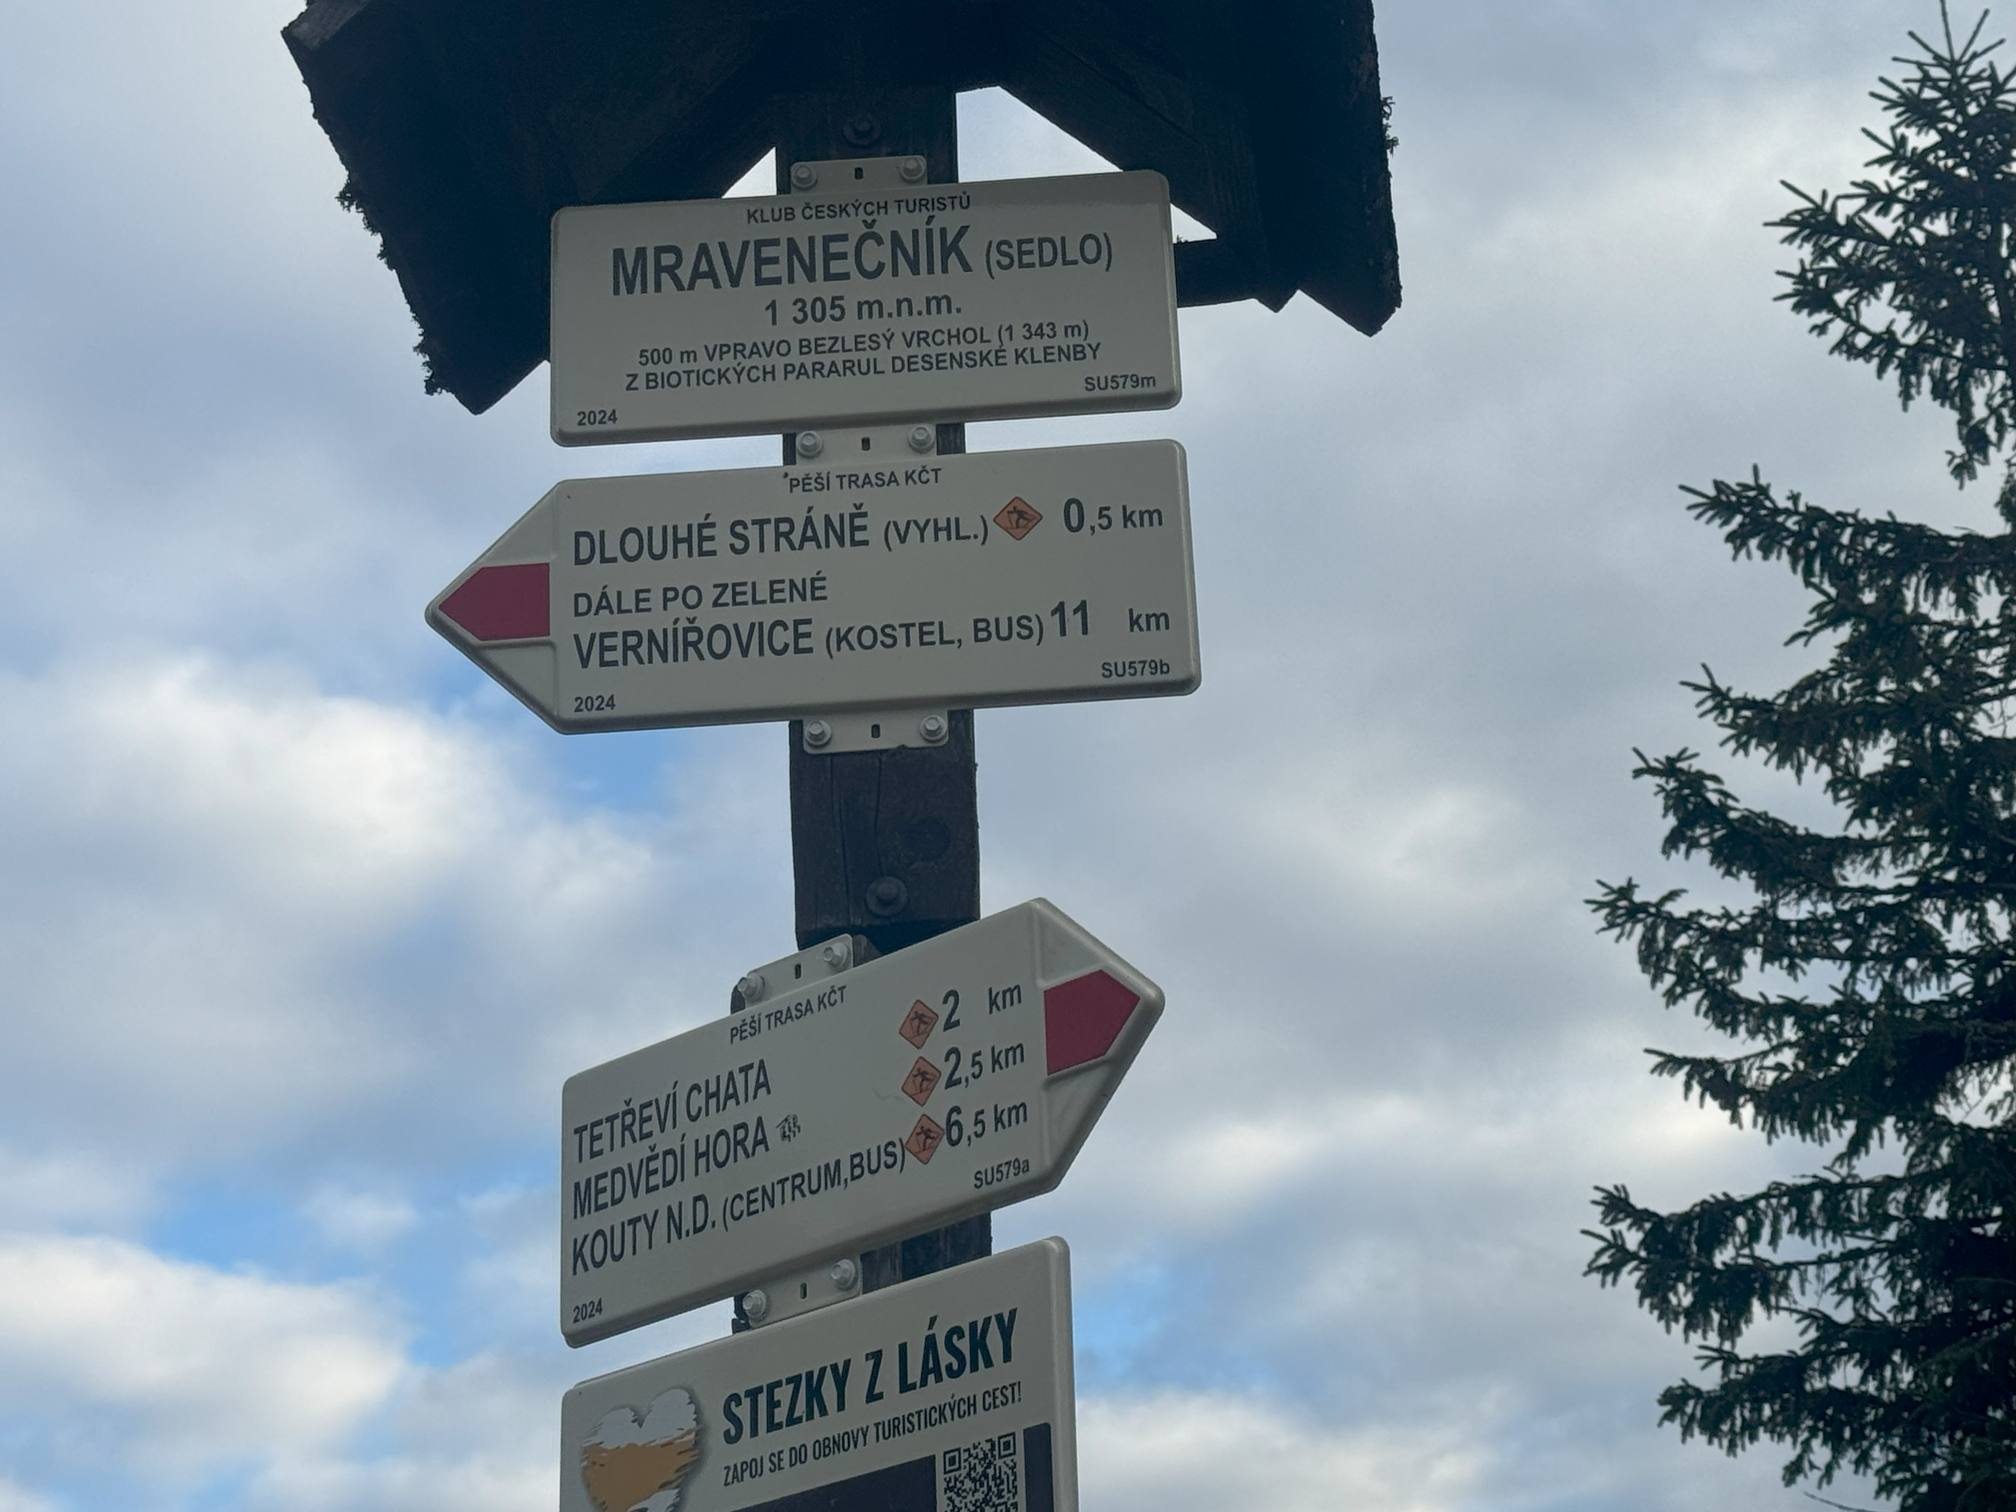 KLUB ČESKÝCH TURISTŮ
MRAVENEČNÍK (SEDLO)
1 305 m.n.m.
500 m VPRAVO BEZLESÝ VRCHOL (1 343 m)
Z BIOTICKÝCH PARARUL DESENSKÉ KLENBY
2024 SU579m
PĚŠÍ TRASA KČT
DLOUHÉ STRÁNĚ (VYHL.) 0,5 km
DÁLE PO ZELENÉ
VERNÍŘOVICE (KOSTEL, BUS) 11 km
2024 SU579b
PĚŠÍ TRASA KČT
TETŘEVÍ CHATA 2 km
MEDVĚDÍ HORA 2,5 km
KOUTY N.D. (CENTRUM,BUS) 6,5 km
2024 SU579a
STEZKY Z LÁSKY
ZAPOJ SE DO OBNOVY TURISTICKÝCH CEST!